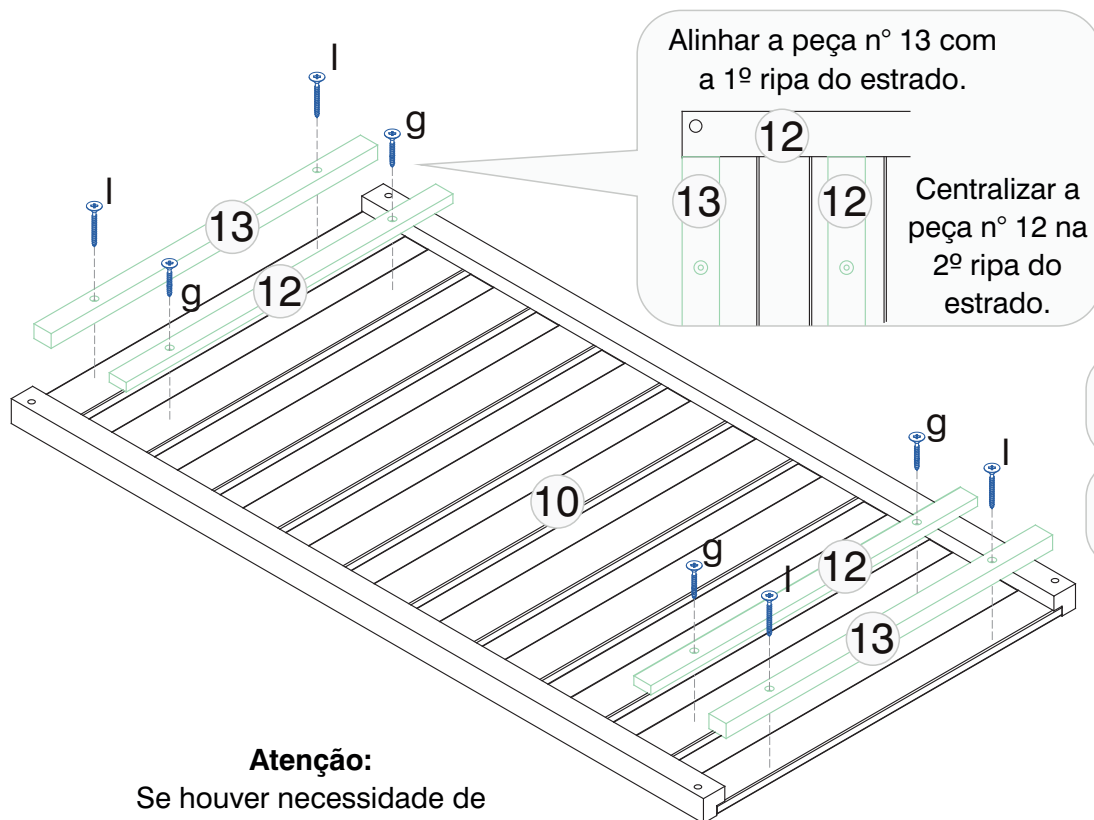 Alinhar a peça n° 13 com
a 1º ripa do estrado.
12
13
12
Centralizar a
peça n° 12 na
2º ripa do
estrado.
l
g
l
13
g
12
10
g
l
g
12
l
13
Atenção:
Se houver necessidade de